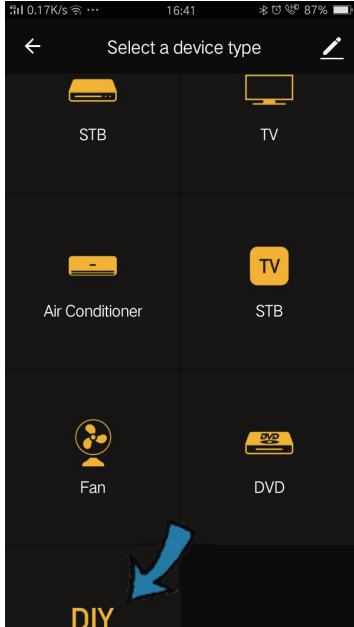 0.17K/s ··· 16:41 87%
Select a device type
STB TV
TV
Air Conditioner STB
DVD
Fan DVD
DIY